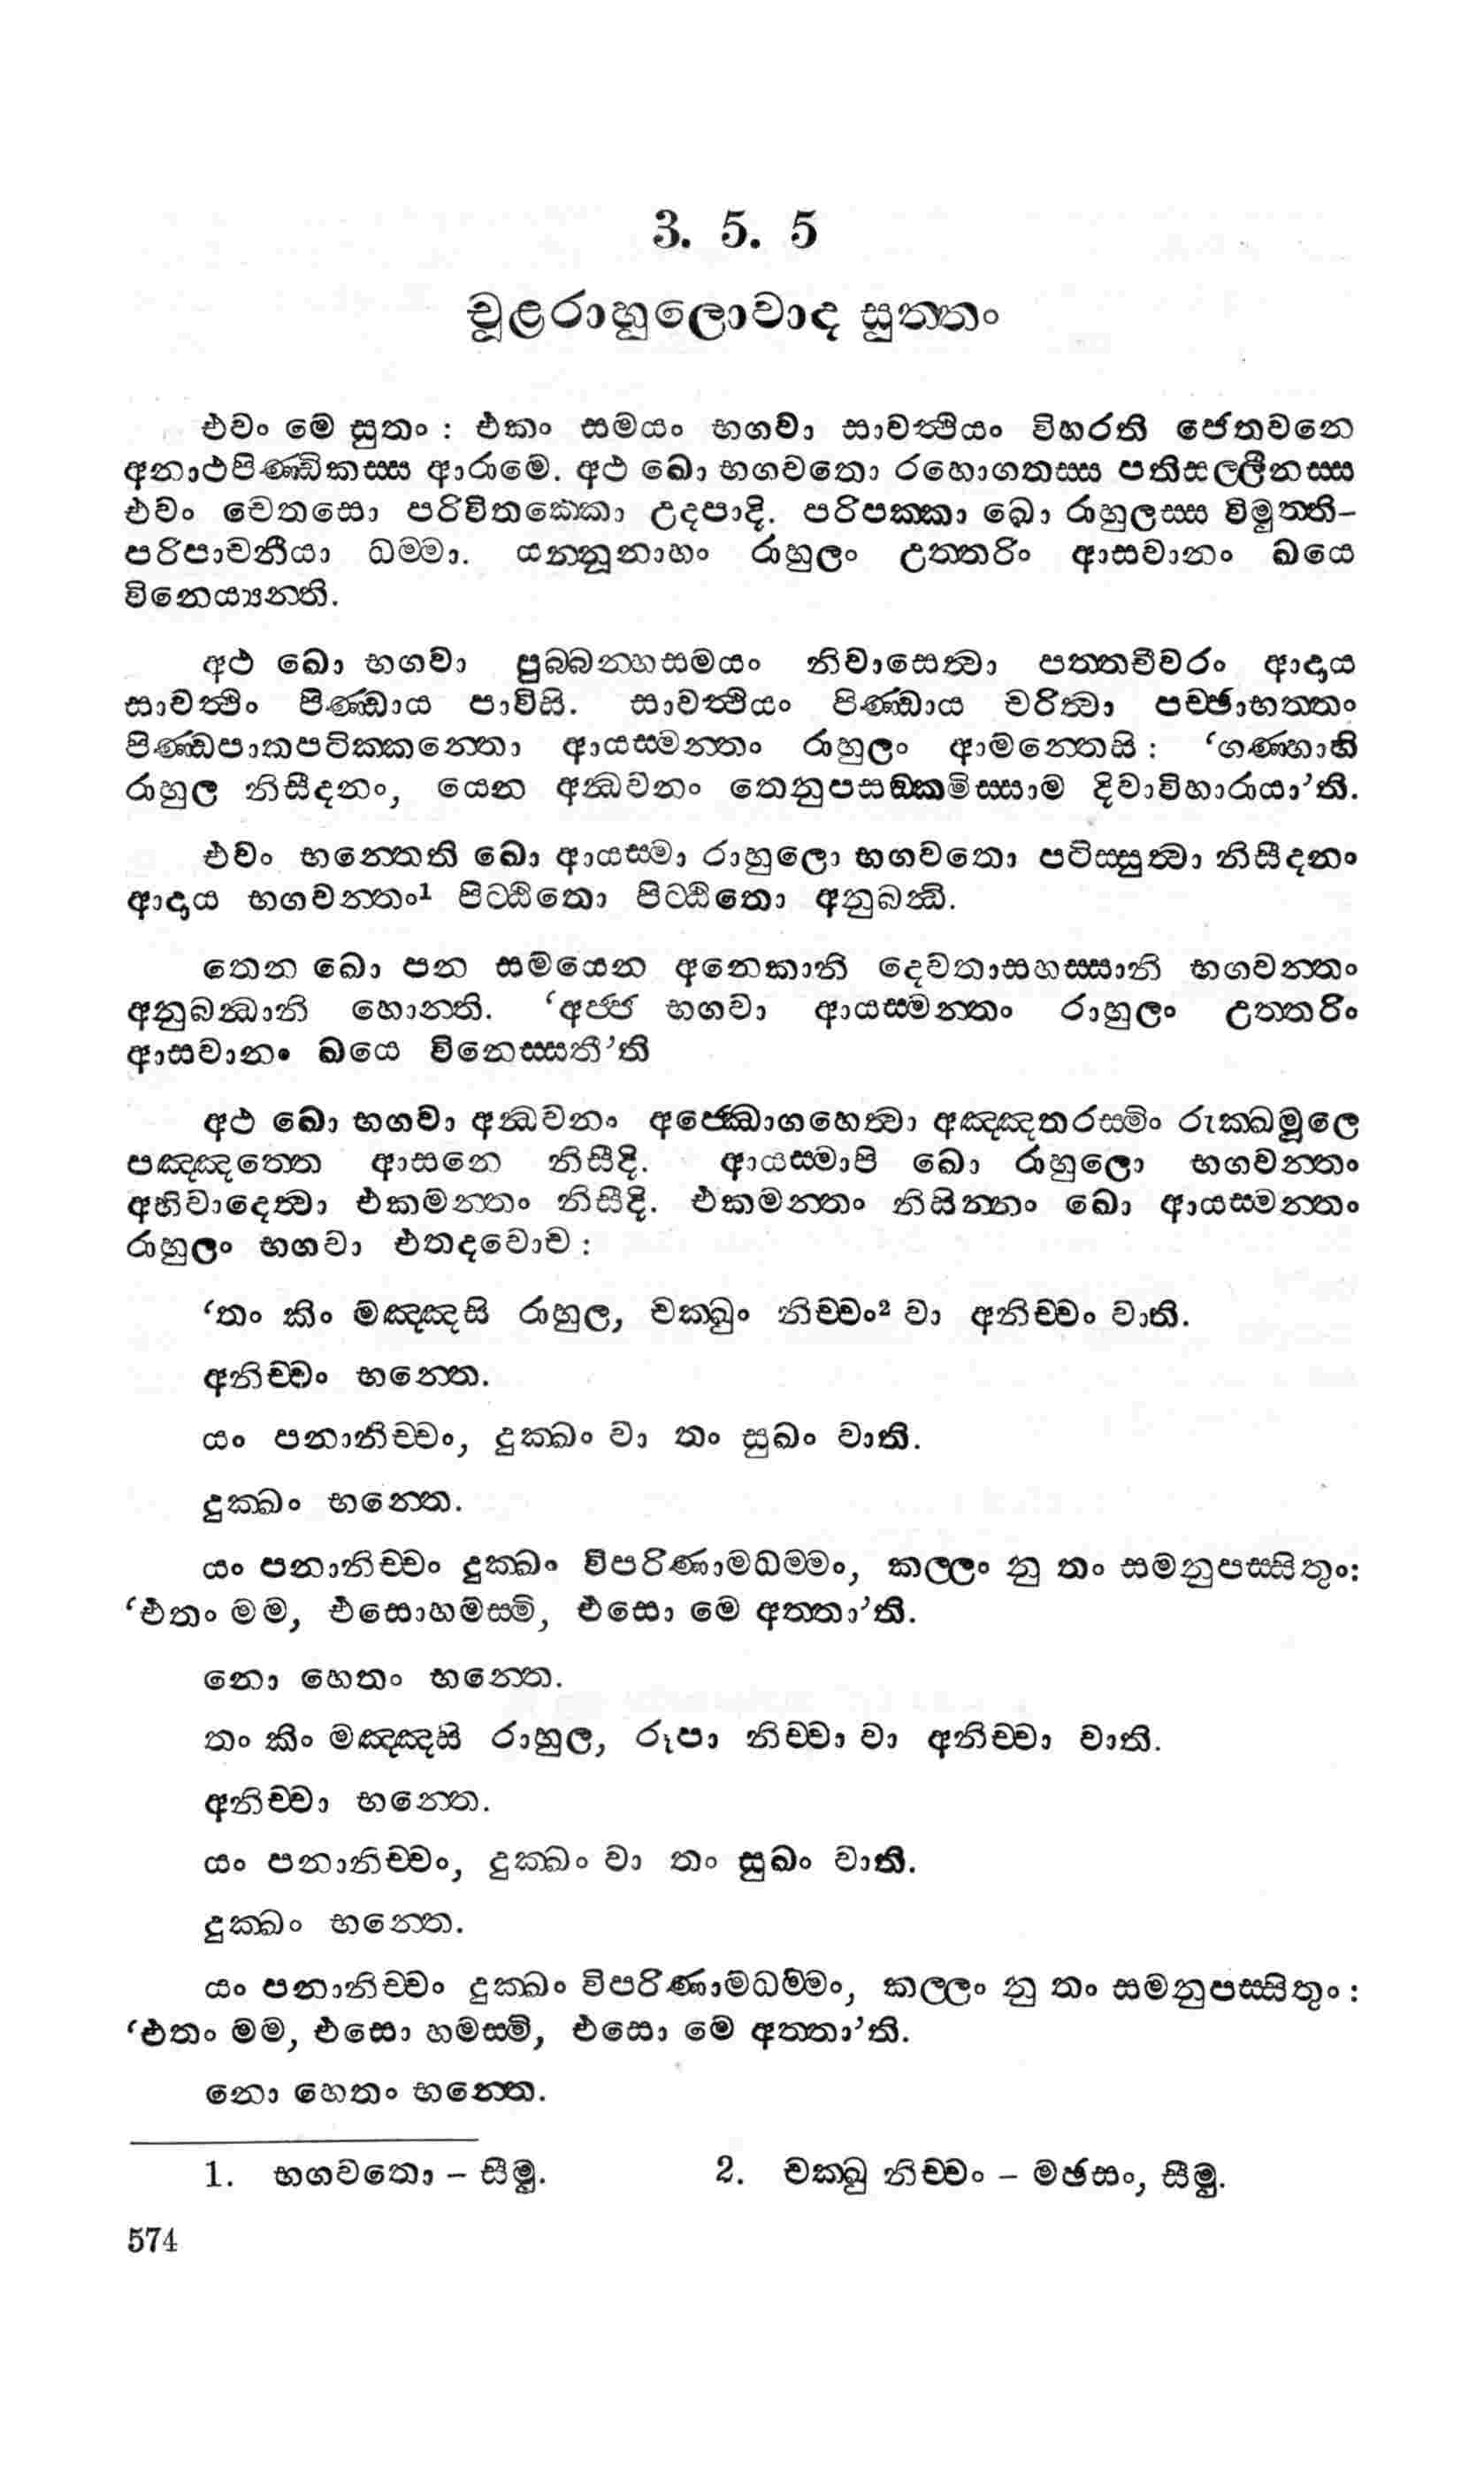 3. 5. 5
චූළරාහුලොවාද සුත්තං
එවං මෙ සුතං : එකං සමයං භගවා සාවත්ථියං විහරති ජෙතවනෙ
අනාථපිණ්ඩිකස්ස ආරාමෙ. අථ ඛො භගවතො රහොගතස්ස පතිසල්ලීනස්ස
එවං චෙතසො පරිවිතක්කො උදපාදි. පරිපක්කා ඛො රාහුලස්ස විමුත්ති-
පරිපාචනීයා ධම්මා. යන්නූනාහං රාහුලං උත්තරිං ආසවානං ඛයෙ
විනෙය්‍යන්ති.
අථ ඛො භගවා පුබ්බන්හසමයං නිවාසෙත්‍වා පත්තචීවරං ආදාය
සාවත්ථිං පිණ්ඩාය පාවිසි. සාවත්ථියං පිණ්ඩාය චරිත්‍වා පච්ඡාභත්තං
පිණ්ඩපාතපටික්කන්තො ආයස්මන්තං රාහුලං ආමන්තෙසි : ‘ගණ්හාහි
රාහුල නිසීදනං, යෙන අන්‍ධවනං තෙනුපසඞ්කමිස්සාම දිවාවිහාරායා’ති.
එවං භන්තෙති ඛො ආයස්මා රාහුලො භගවතො පටිස්සුත්‍වා නිසීදනං
ආදාය භගවන්තං¹ පිට්ඨිතො පිට්ඨිතො අනුබන්‍ධි.
තෙන ඛො පන සමයෙන අනෙකානි දෙවතාසහස්සානි භගවන්තං
අනුබන්‍ධානි හොන්ති. ‘අජ්ජ භගවා ආයස්මන්තං රාහුලං උත්තරිං
ආසවානං ඛයෙ විනෙස්සතී’ති
අථ ඛො භගවා අන්‍ධවනං අජ්ඣොගහෙත්‍වා අඤ්ඤතරස්මිං රුක්ඛමූලෙ
පඤ්ඤත්තෙ ආසනෙ නිසීදි. ආයස්මාපි ඛො රාහුලො භගවන්තං
අභිවාදෙත්‍වා එකමන්තං නිසීදි. එකමන්තං නිසින්නං ඛො ආයස්මන්තං
රාහුලං භගවා එතදවොච :
‘තං කිං මඤ්ඤසි රාහුල, චක්ඛුං නිච්චං² වා අනිච්චං වාති.
අනිච්චං භන්තෙ.
යං පනානිච්චං, දුක්ඛං වා තං සුඛං වාති.
දුක්ඛං භන්තෙ.
යං පනානිච්චං දුක්ඛං විපරිණාමධම්මං, කල්ලං නු තං සමනුපස්සිතුං:
‘එතං මම, එසොහමස්මි, එසො මෙ අත්තා’ති.
නො හෙතං භන්තෙ.
තං කිං මඤ්ඤසි රාහුල, රූපා නිච්චා වා අනිච්චා වාති.
අනිච්චා භන්තෙ.
යං පනානිච්චං, දුක්ඛං වා තං සුඛං වාති.
දුක්ඛං භන්තෙ.
යං පනානිච්චං දුක්ඛං විපරිණාමධම්මං, කල්ලං නු තං සමනුපස්සිතුං :
‘එතං මම, එසො හමස්මි, එසො මෙ අත්තා’ති.
නො හෙතං භන්තෙ.
1. භගවතො – සීමු. 2. චක්ඛු නිච්චං – මඡසං, සීමු.
574